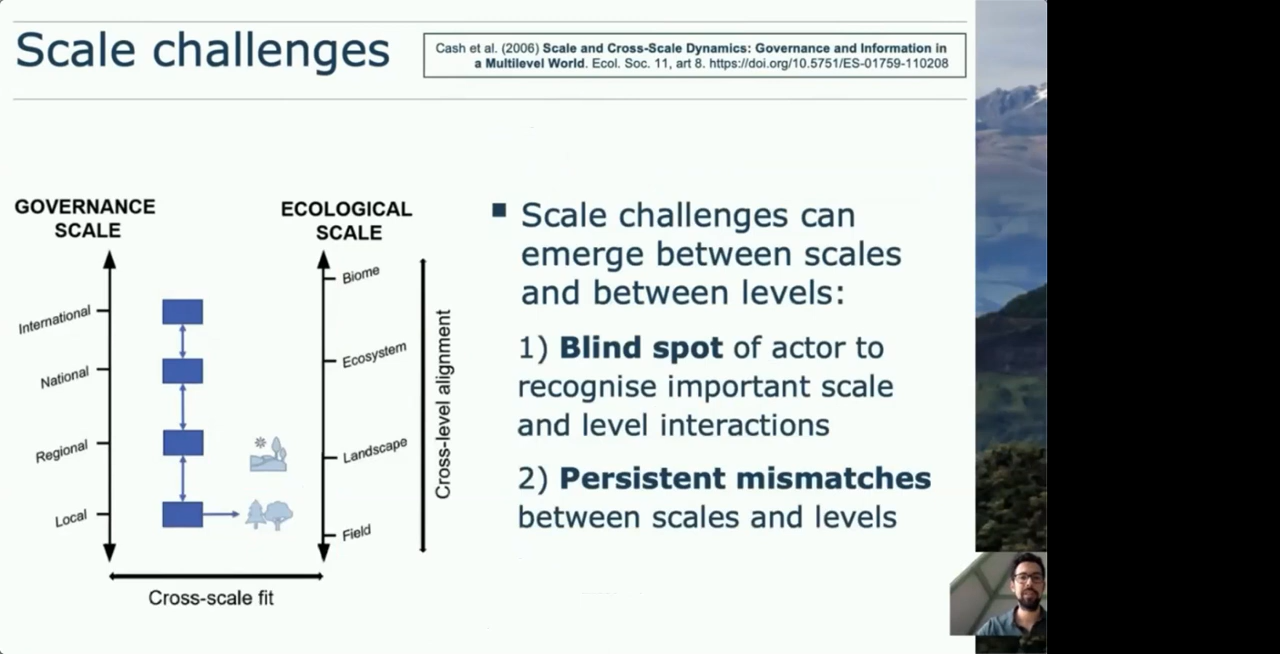 Scale challenges
Cash et al. (2006) Scale and Cross-Scale Dynamics: Governance and Information in
a Multilevel World. Ecol. Soc. 11, art 8. https://doi.org/10.5751/ES-01759-110208
GOVERNANCE
SCALE
International
National
Regional
Local
ECOLOGICAL
SCALE
Biome
Ecosystem
Landscape
Field
Cross-level alignment
Cross-scale fit
■ Scale challenges can
emerge between scales
and between levels:
1) Blind spot of actor to
recognise important scale
and level interactions
2) Persistent mismatches
between scales and levels